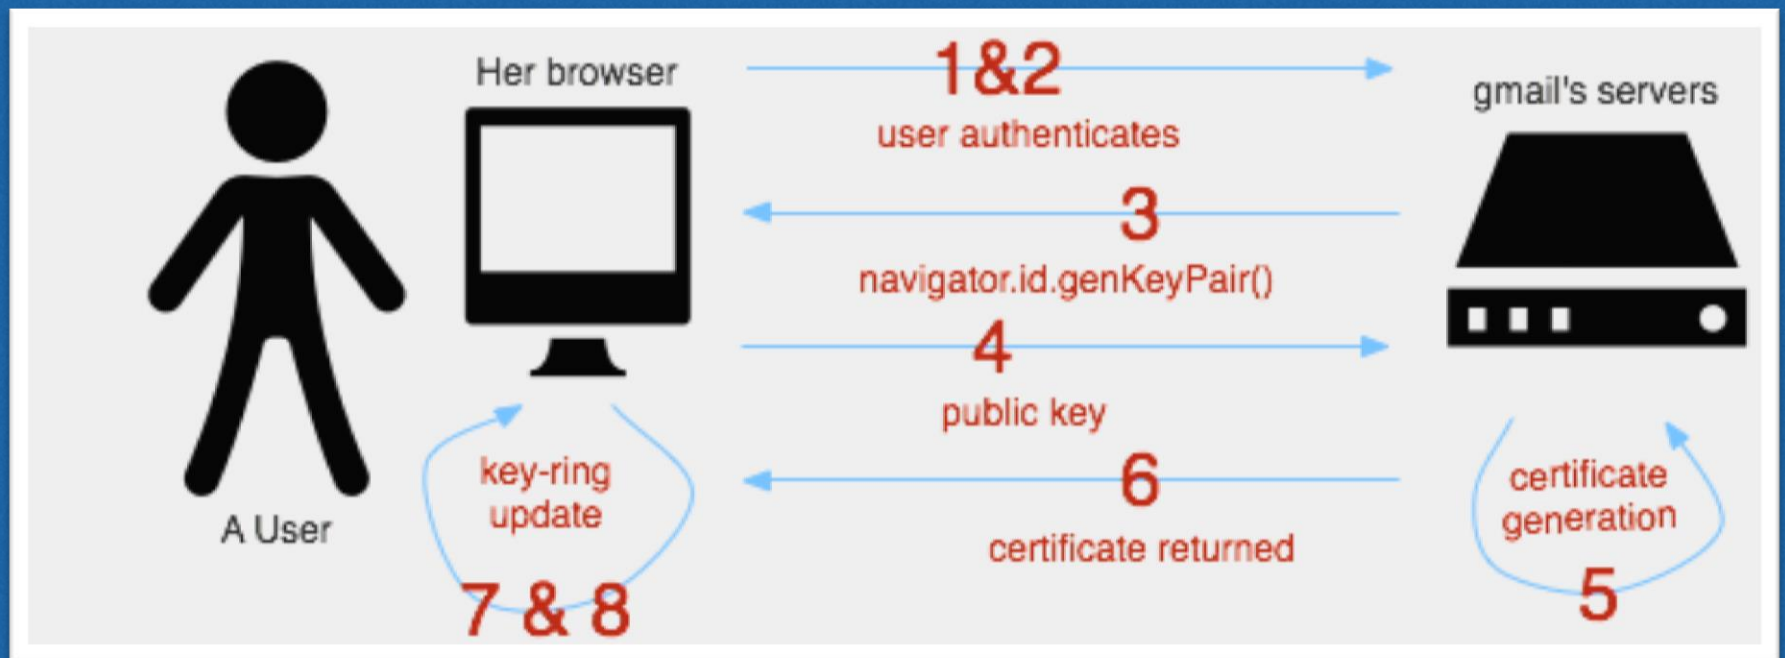 Her browser
1&2
gmail's servers
user authenticates
3
navigator.id.genKeyPair()
4
public key
key-ring
update
6
certificate
generation
A User
certificate returned
7 & 8
5